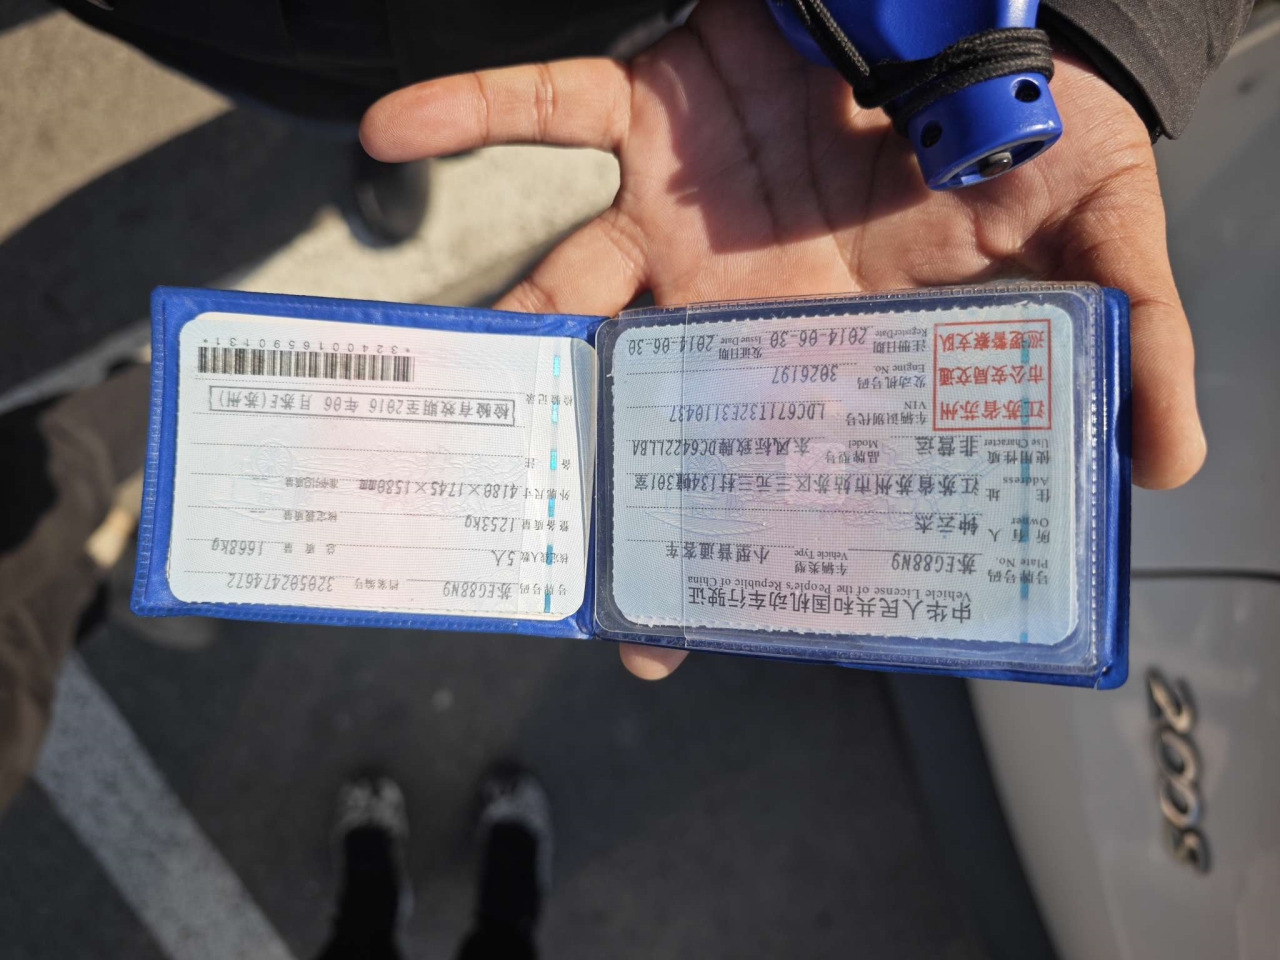 中华人民共和国机动车行驶证
Vehicle License of the People's Republic of China
号牌号码 苏EG88N9 车辆类型 小型普通客车
Plate No. Vehicle Type
所有人 钟云杰
Owner
住址 江苏省苏州市姑苏区三元三村134幢301室
Address
使用性质 非营运 品牌型号 东风标致牌DC6422LLBA
Use Character Model
江苏省苏州
市公安局交通
巡逻警察支队
车辆识别代号 LDC671T32E3110437
VIN
发动机号码 3026197
Engine No.
注册日期 2014-06-30 发证日期 2014-06-30
Register Date Issue Date
号牌号码 苏EG88N9 档案编号 320502474672
核定载人数 5人 总质量 1668kg
整备质量 1253kg 核定载质量
外廓尺寸 4180×1745×1580mm 准牵引总质量
备注
检验记录 检验有效期至2016年06月苏E(苏州)
*3240016590131*
2008